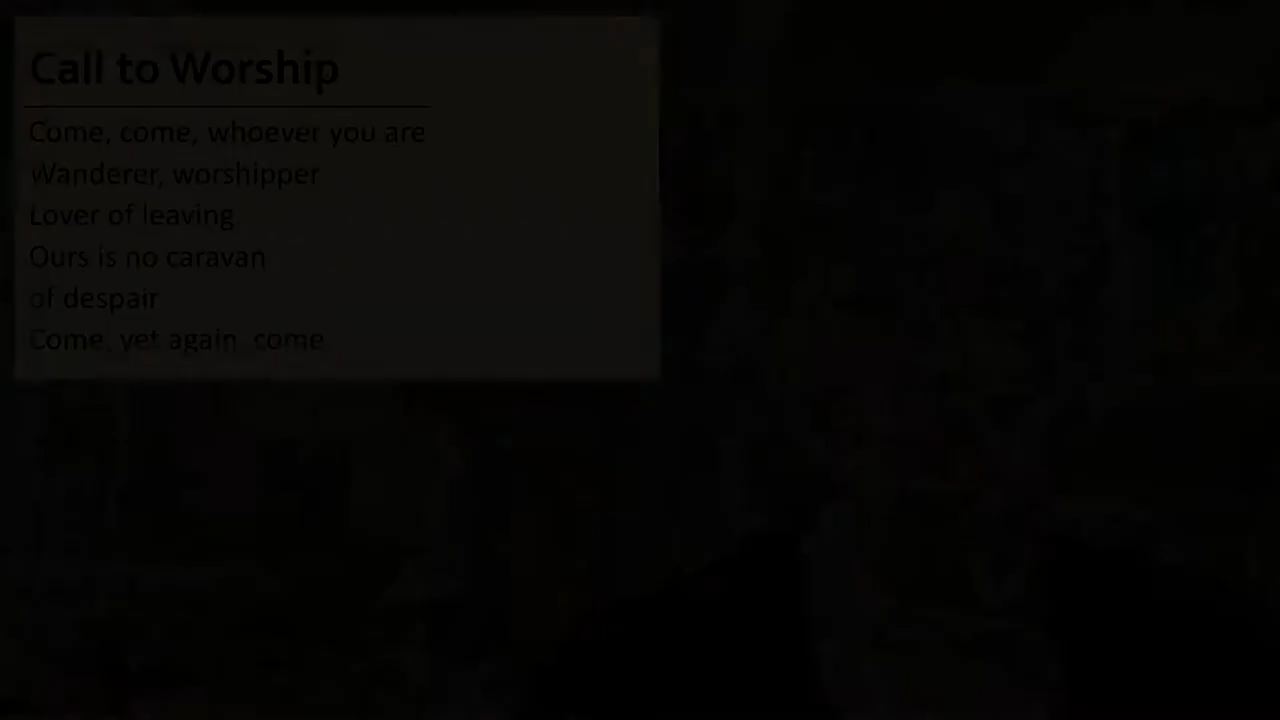 Call to Worship
Come, come, whoever you are
Wanderer, worshipper
Lover of leaving
Ours is no caravan
of despair
Come, yet again, come